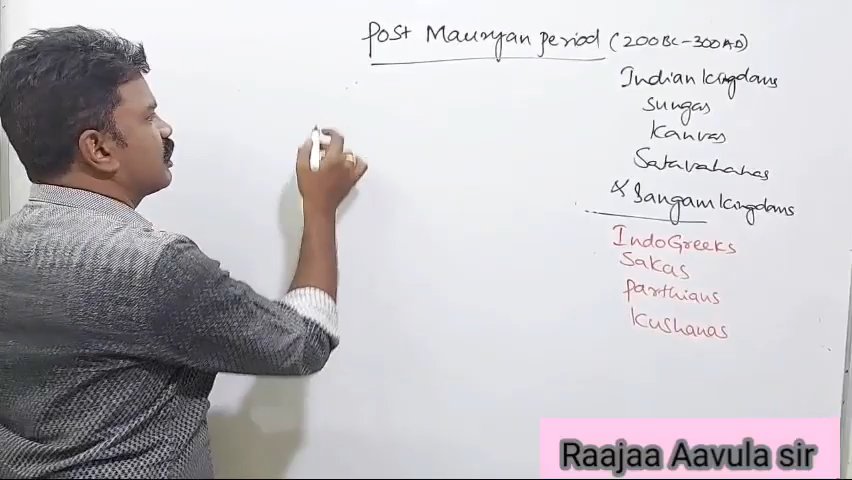 Post Mauryan period (200BC-300AD)
Indian kingdoms
Sungas
Kanvas
Satavahanas
& Sangam kingdoms
IndoGreeks
Sakas
parthians
kushanas
Raajaa Aavula sir